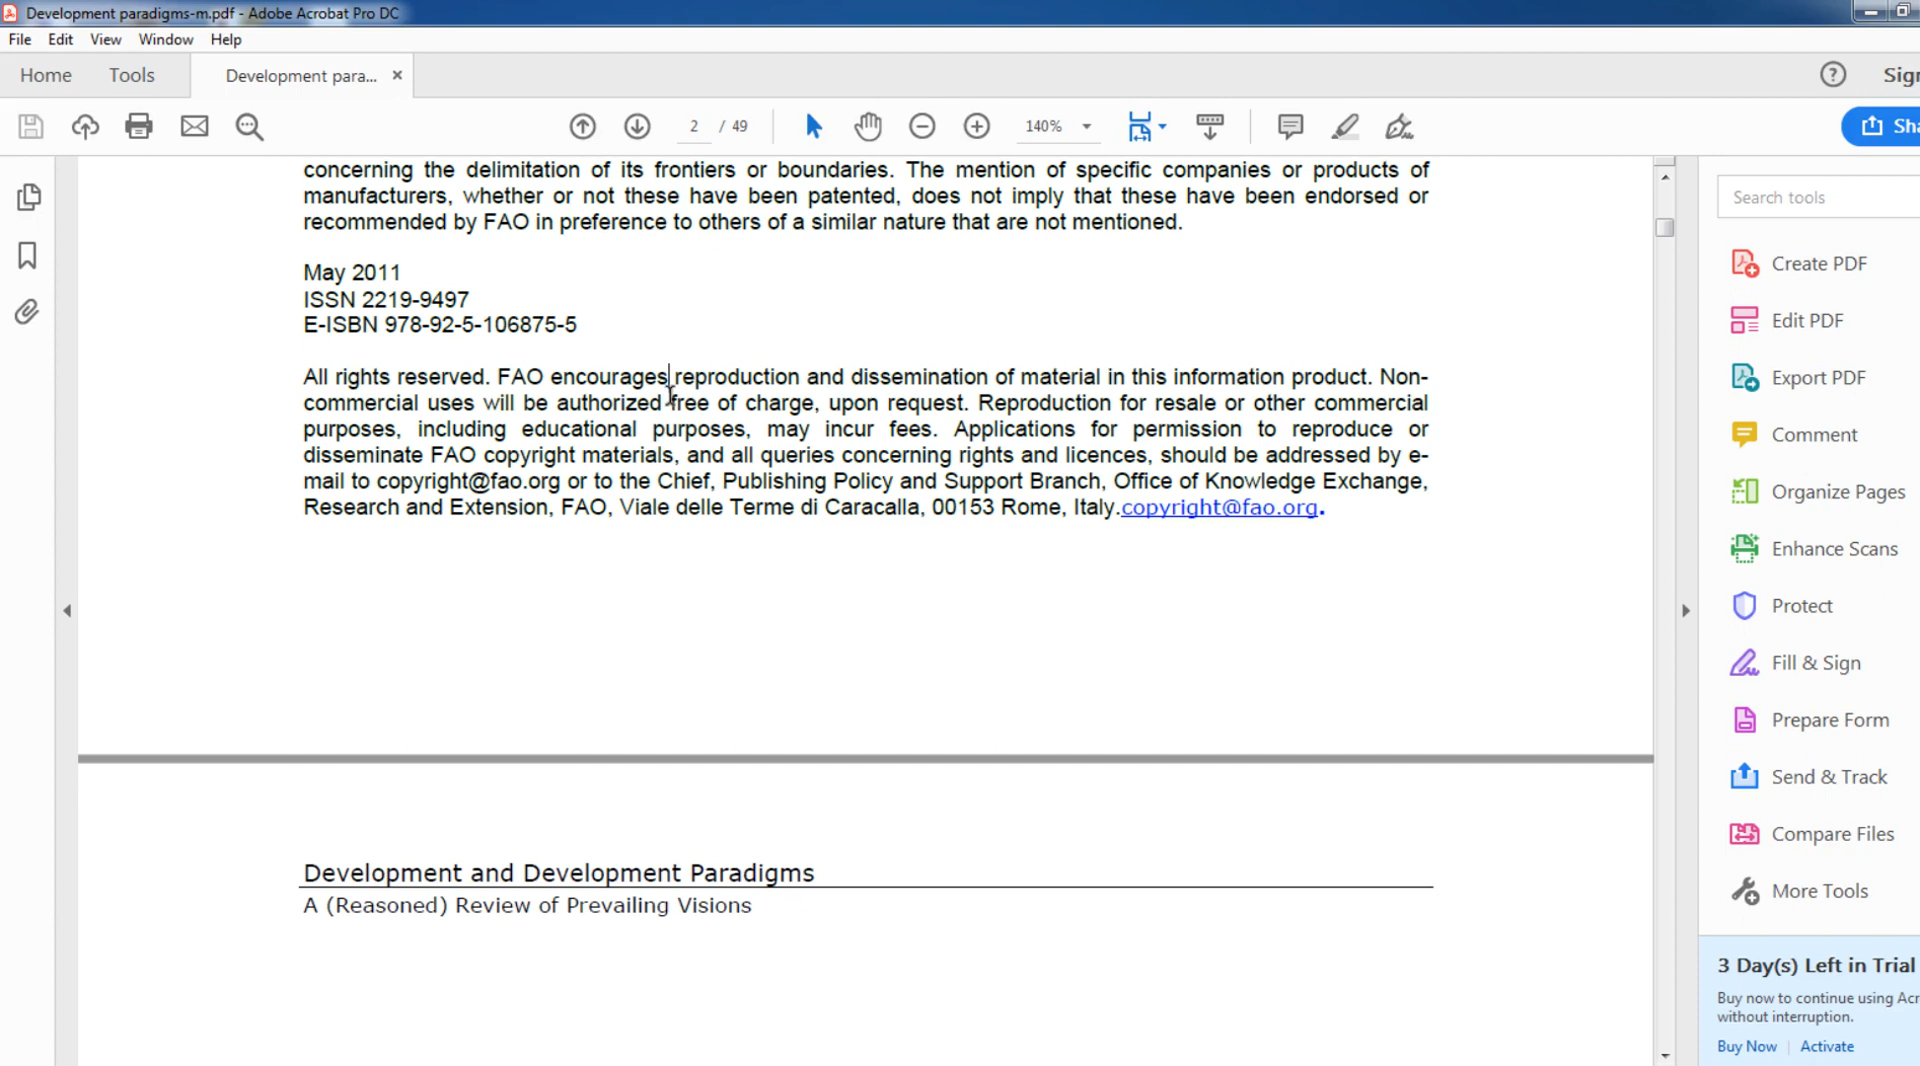 Development paradigms-m.pdf - Adobe Acrobat Pro DC
File Edit View Window Help
Home Tools Development para... ×
2 / 49 140%
concerning the delimitation of its frontiers or boundaries. The mention of specific companies or products of
manufacturers, whether or not these have been patented, does not imply that these have been endorsed or
recommended by FAO in preference to others of a similar nature that are not mentioned.
May 2011
ISSN 2219-9497
E-ISBN 978-92-5-106875-5
All rights reserved. FAO encourages reproduction and dissemination of material in this information product. Non-
commercial uses will be authorized free of charge, upon request. Reproduction for resale or other commercial
purposes, including educational purposes, may incur fees. Applications for permission to reproduce or
disseminate FAO copyright materials, and all queries concerning rights and licences, should be addressed by e-
mail to copyright@fao.org or to the Chief, Publishing Policy and Support Branch, Office of Knowledge Exchange,
Research and Extension, FAO, Viale delle Terme di Caracalla, 00153 Rome, Italy.copyright@fao.org.
Development and Development Paradigms
A (Reasoned) Review of Prevailing Visions
Search tools
Create PDF
Edit PDF
Export PDF
Comment
Organize Pages
Enhance Scans
Protect
Fill & Sign
Prepare Form
Send & Track
Compare Files
More Tools
3 Day(s) Left in Trial
Buy now to continue using Acr
without interruption.
Buy Now | Activate